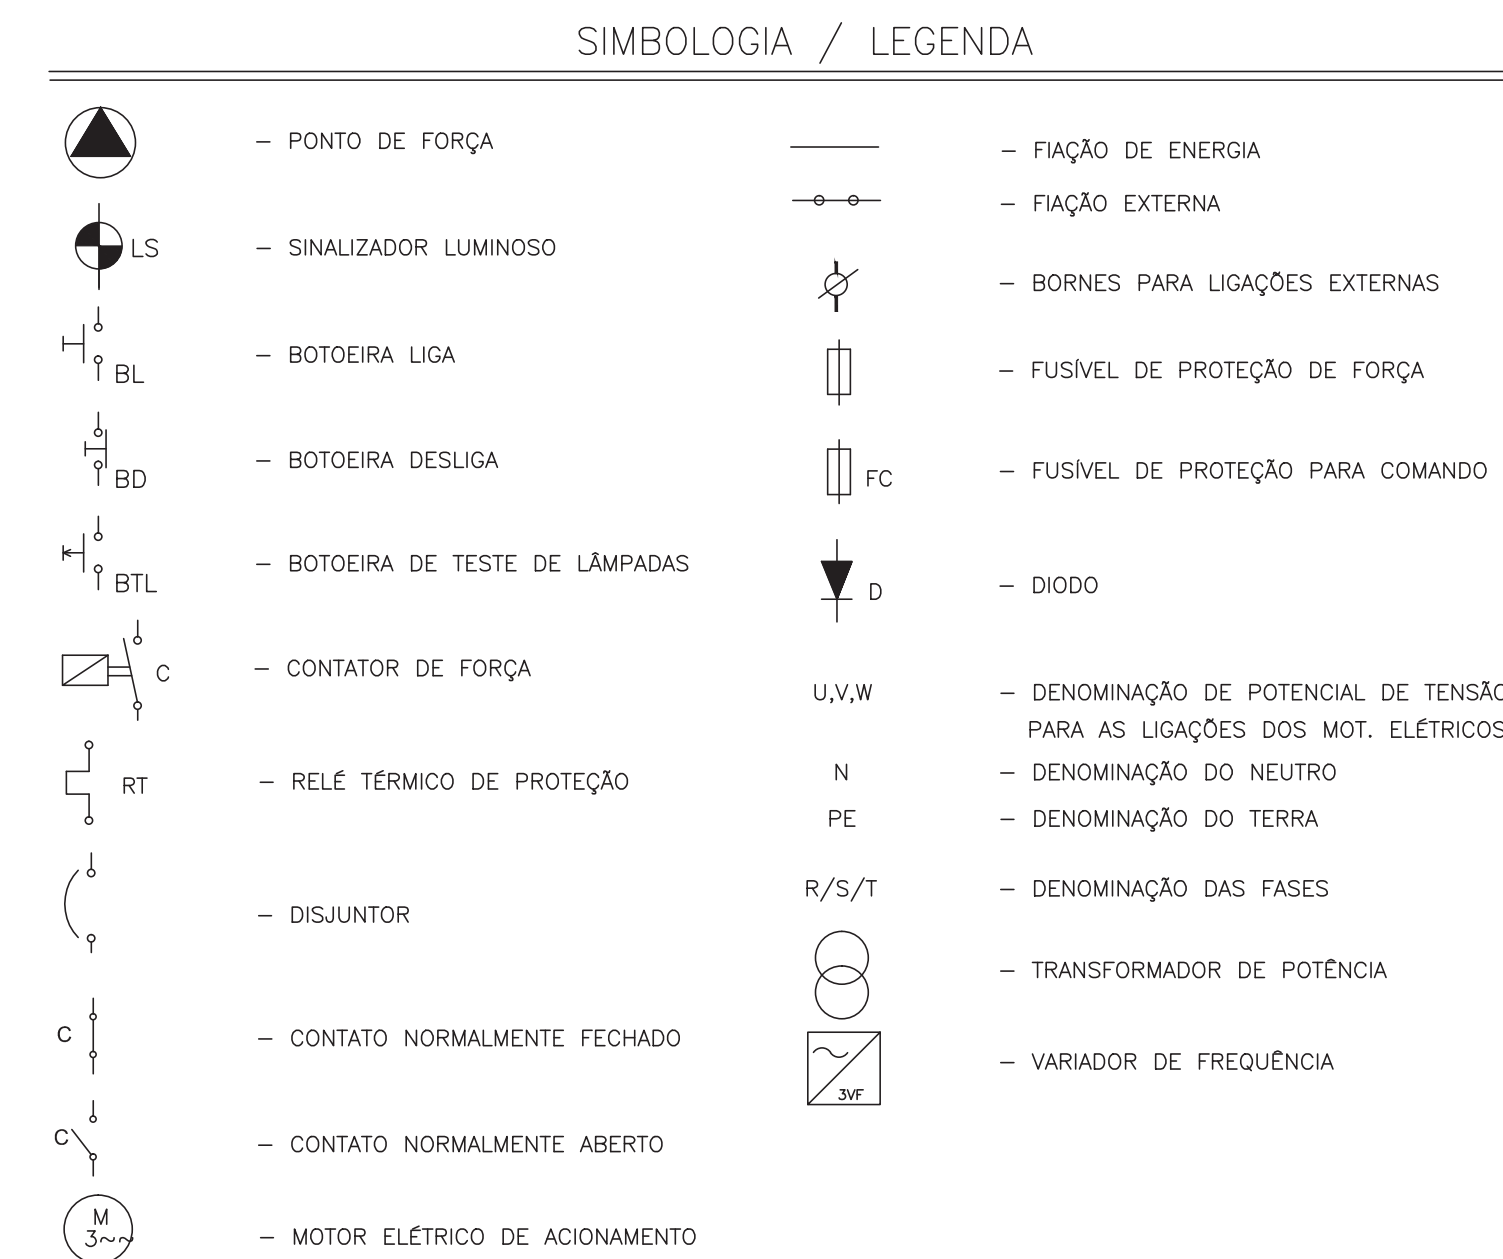 SIMBOLOGIA / LEGENDA
– PONTO DE FORÇA
LS – SINALIZADOR LUMINOSO
BL – BOTOEIRA LIGA
BD – BOTOEIRA DESLIGA
BTL – BOTOEIRA DE TESTE DE LÂMPADAS
C – CONTATOR DE FORÇA
RT – RELÉ TÉRMICO DE PROTEÇÃO
– DISJUNTOR
C – CONTATO NORMALMENTE FECHADO
C – CONTATO NORMALMENTE ABERTO
M
3~~ – MOTOR ELÉTRICO DE ACIONAMENTO
– FIAÇÃO DE ENERGIA
– FIAÇÃO EXTERNA
– BORNES PARA LIGAÇÕES EXTERNAS
– FUSÍVEL DE PROTEÇÃO DE FORÇA
FC – FUSÍVEL DE PROTEÇÃO PARA COMANDO
D – DIODO
U,V,W – DENOMINAÇÃO DE POTENCIAL DE TENSÃO
PARA AS LIGAÇÕES DOS MOT. ELÉTRICOS
N – DENOMINAÇÃO DO NEUTRO
PE – DENOMINAÇÃO DO TERRA
R/S/T – DENOMINAÇÃO DAS FASES
– TRANSFORMADOR DE POTÊNCIA
3VF – VARIADOR DE FREQUÊNCIA